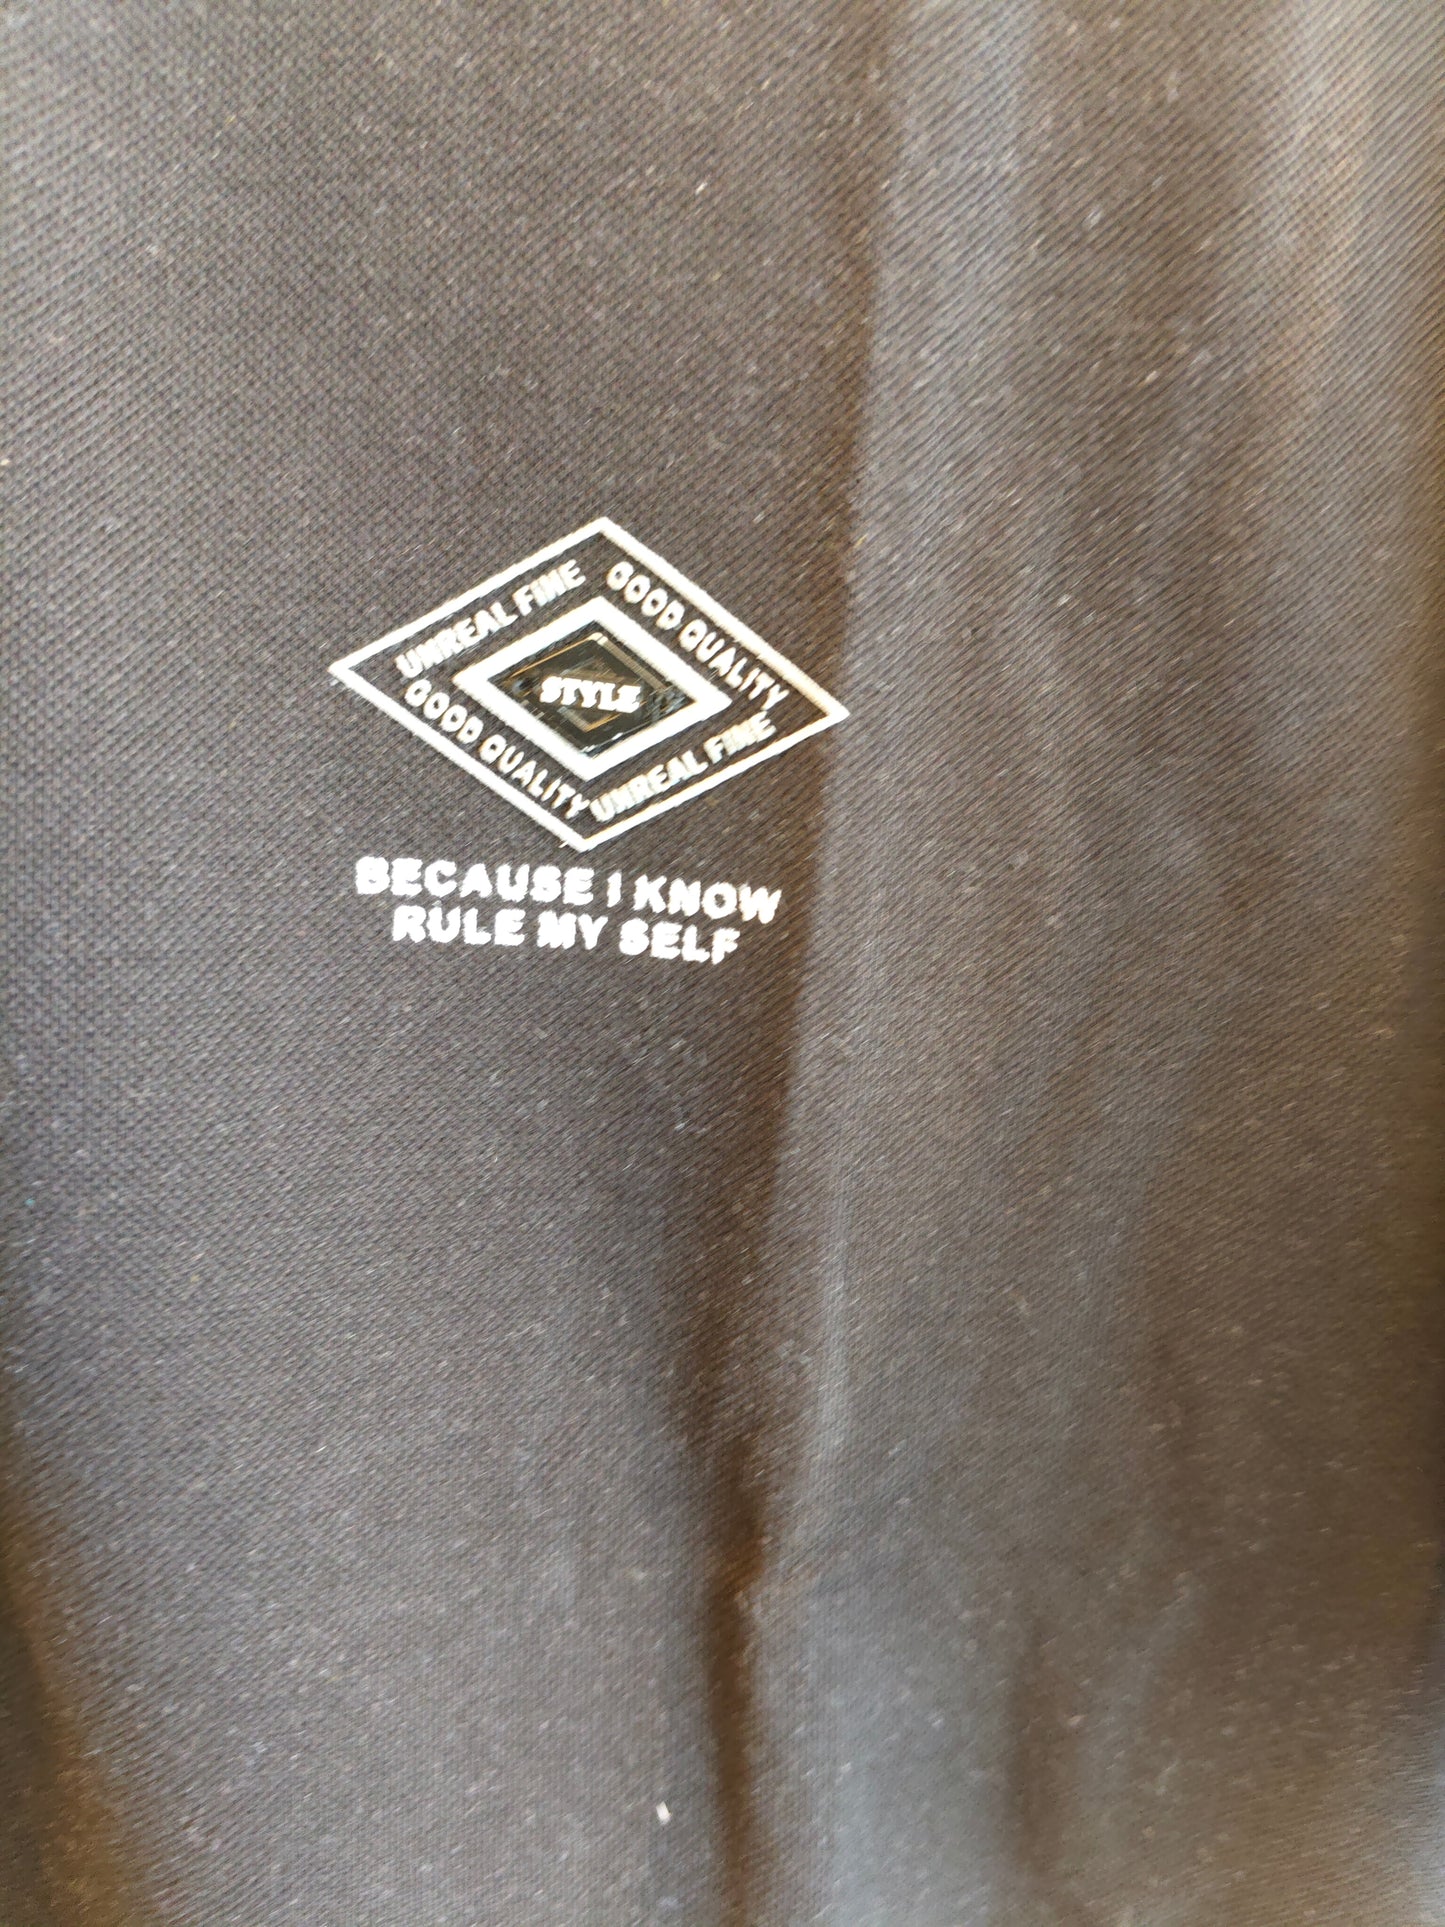 UNREAL FINE
GOOD QUALITY
STYLE
GOOD QUALITY
UNREAL FINE
BECAUSE I KNOW
RULE MY SELF